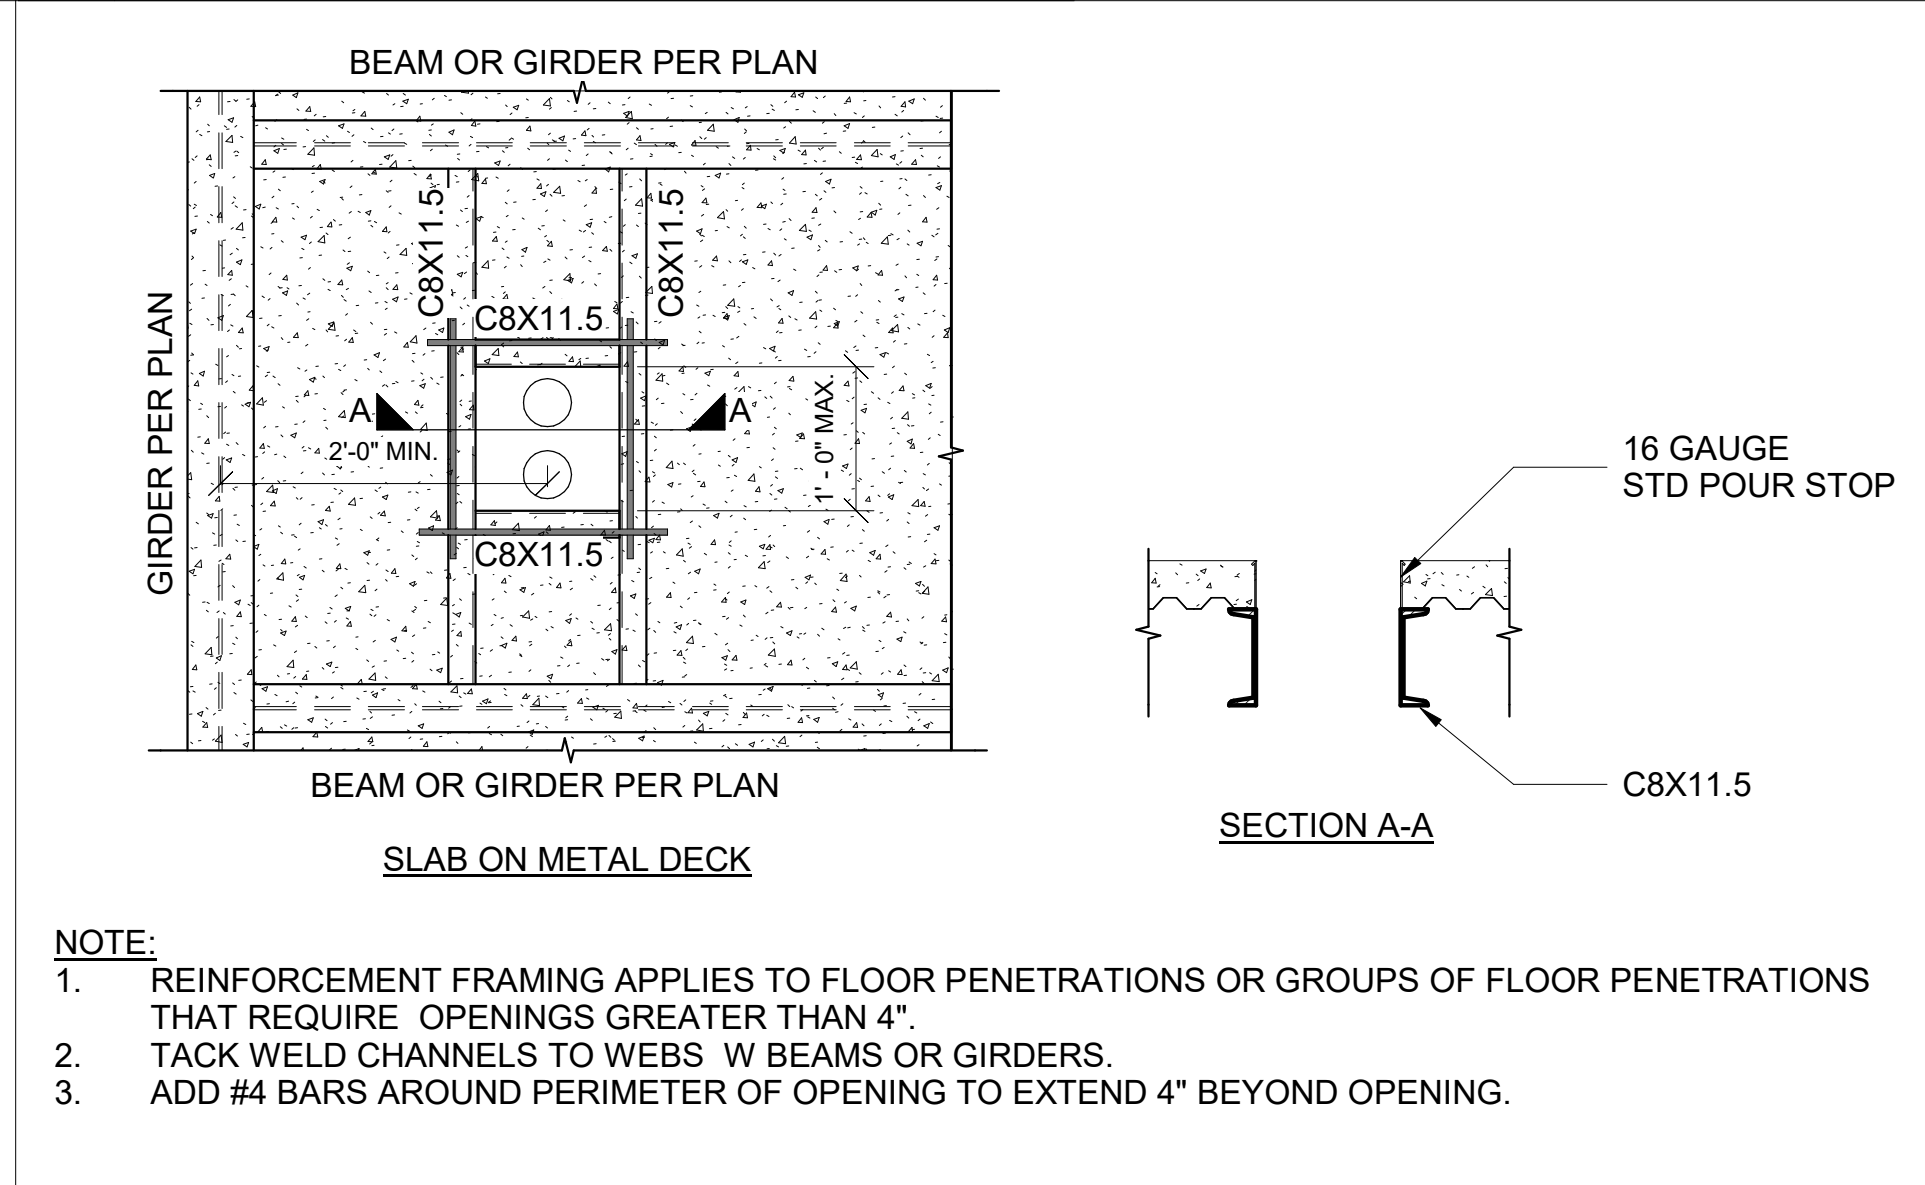 BEAM OR GIRDER PER PLAN
GIRDER PER PLAN
C8X11.5
C8X11.5
C8X11.5
A
A
2'-0" MIN.
1' - 0" MAX.
C8X11.5
BEAM OR GIRDER PER PLAN
SLAB ON METAL DECK
16 GAUGE
STD POUR STOP
C8X11.5
SECTION A-A
NOTE:
1. REINFORCEMENT FRAMING APPLIES TO FLOOR PENETRATIONS OR GROUPS OF FLOOR PENETRATIONS
THAT REQUIRE OPENINGS GREATER THAN 4".
2. TACK WELD CHANNELS TO WEBS W BEAMS OR GIRDERS.
3. ADD #4 BARS AROUND PERIMETER OF OPENING TO EXTEND 4" BEYOND OPENING.